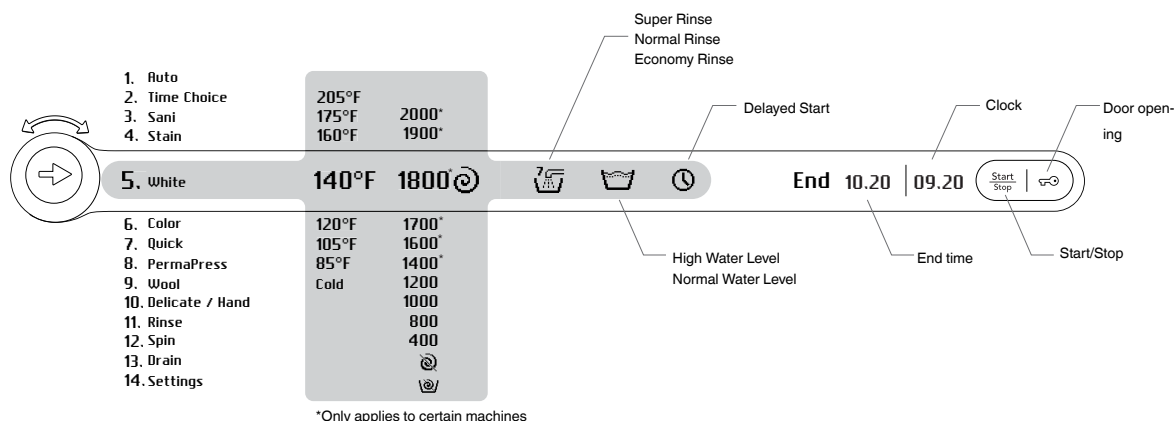 Super Rinse
Normal Rinse
Economy Rinse
Delayed Start
Clock
Door open-
ing
1. Auto
2. Time Choice
3. Sani
4. Stain
205°F
175°F 2000*
160°F 1900*
5. White 140°F 1800* 7 End 10.20 09.20 Start Stop
6. Color
7. Quick
8. PermaPress
9. Wool
10. Delicate / Hand
11. Rinse
12. Spin
13. Drain
14. Settings
120°F 1700*
105°F 1600*
85°F 1400*
Cold 1200
1000
800
400
High Water Level
Normal Water Level
End time
Start/Stop
*Only applies to certain machines